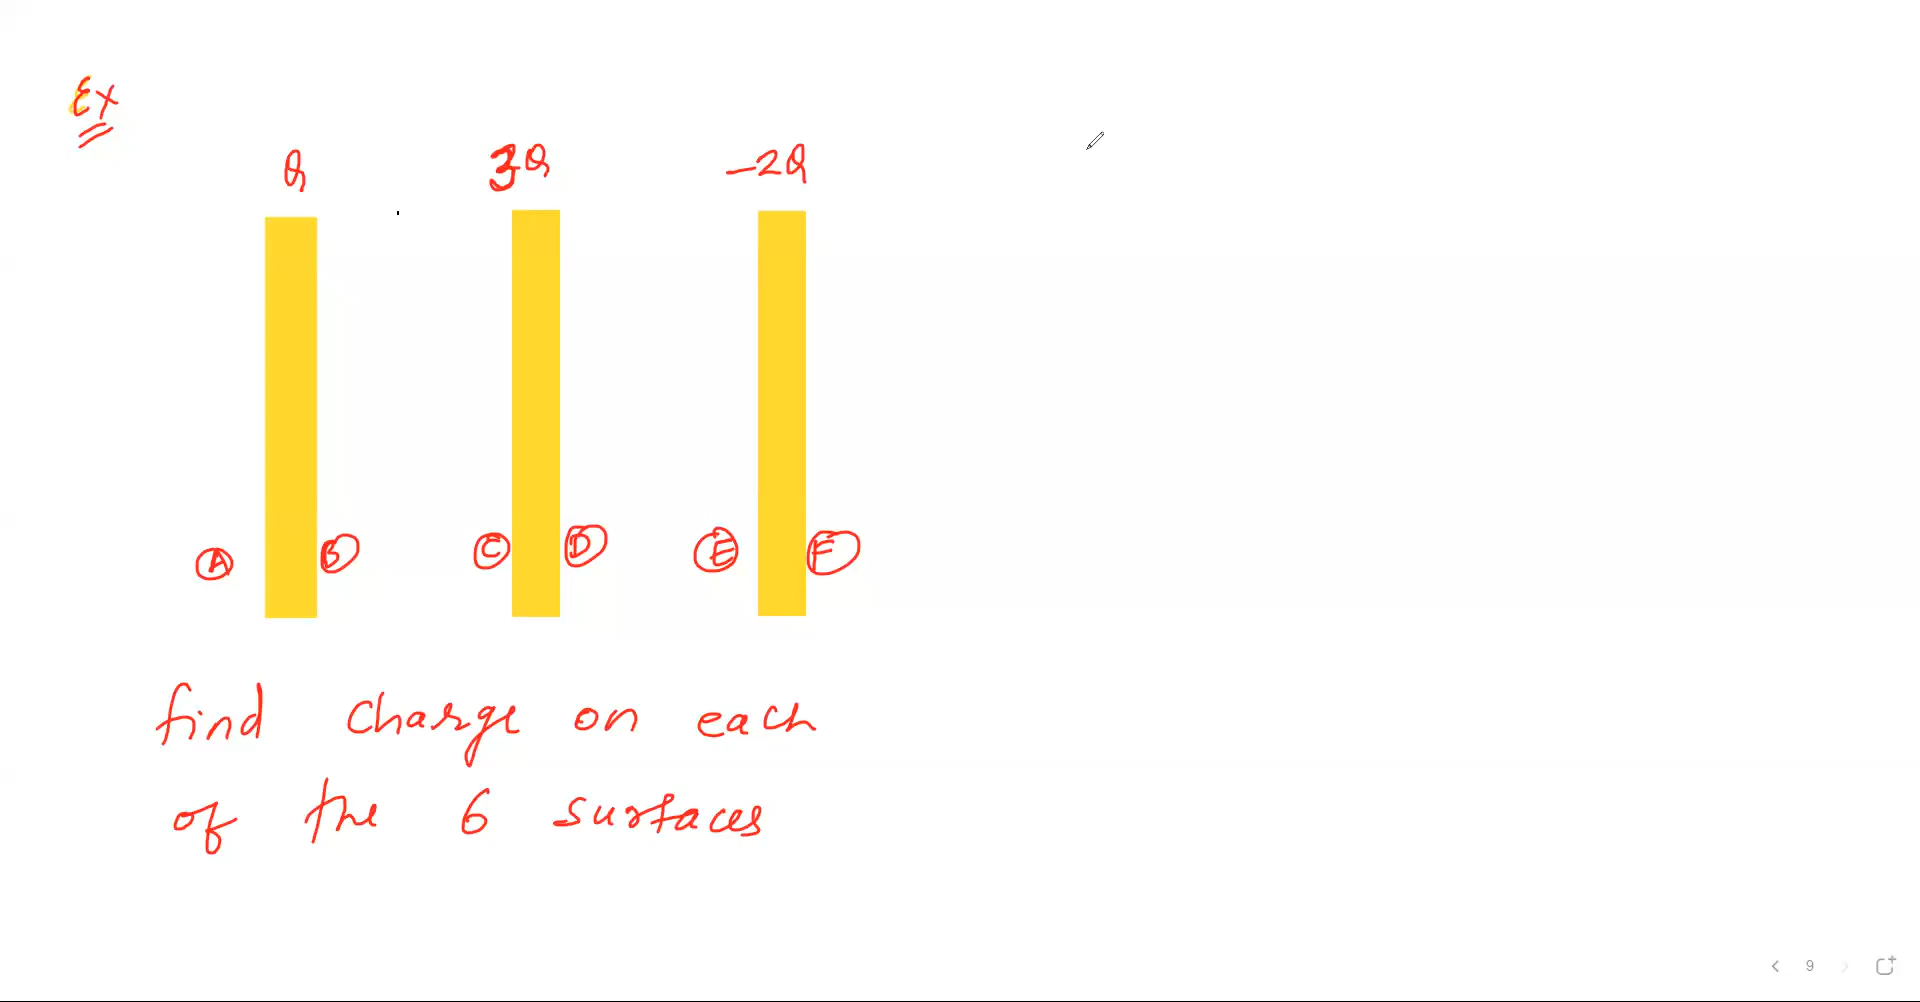 Ex
Q 3Q -2Q
A B C D E F
find charge on each
of the 6 surfaces
9